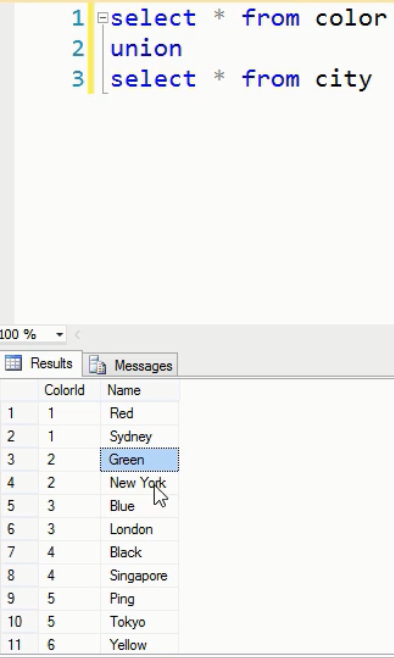 1 select * from color
2 union
3 select * from city
100 %
Results Messages
ColorId Name
1 1 Red
2 1 Sydney
3 2 Green
4 2 New York
5 3 Blue
6 3 London
7 4 Black
8 4 Singapore
9 5 Ping
10 5 Tokyo
11 6 Yellow